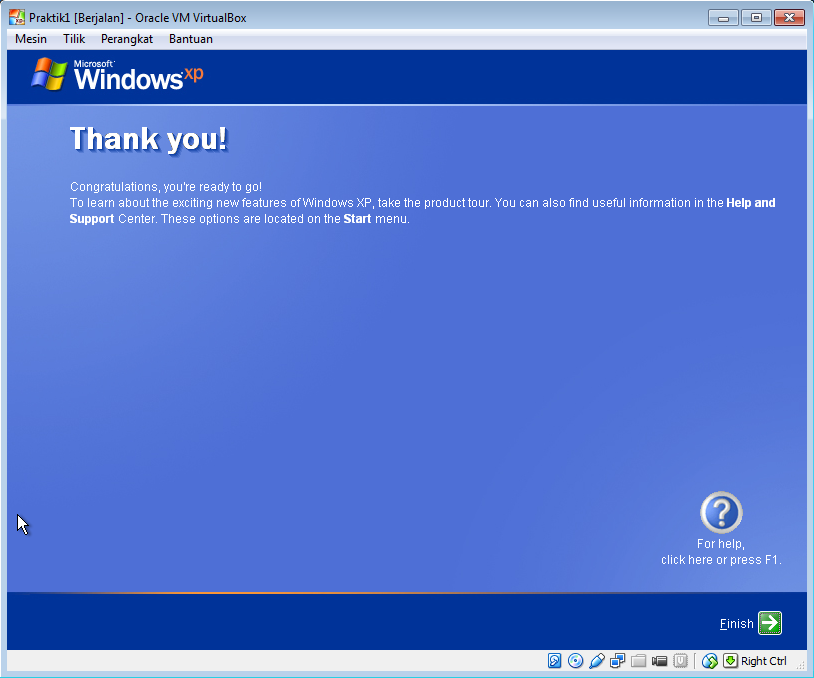 Praktik1 [Berjalan] - Oracle VM VirtualBox
Mesin Tilik Perangkat Bantuan
Microsoft
Windows xp
Thank you!
Congratulations, you're ready to go!
To learn about the exciting new features of Windows XP, take the product tour. You can also find useful information in the Help and
Support Center. These options are located on the Start menu.
For help,
click here or press F1.
Finish
Right Ctrl